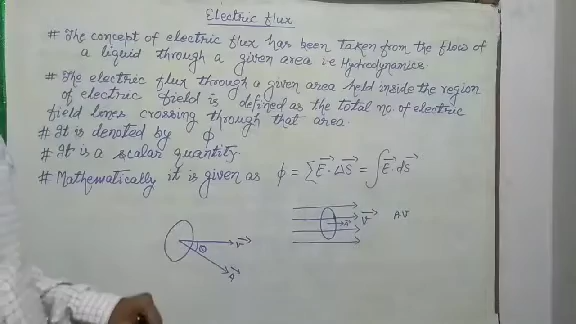 Electric flux
# The concept of electric flux has been taken from the flow of
a liquid through a given area i.e Hydrodynamics
# The electric flux through a given area held inside the region
of electric field is defined as the total no. of electric
field lines crossing through that area.
# It is denoted by ϕ
# It is a scalar quantity.
# Mathematically it is given as ϕ = Σ E⃗ · ΔS⃗ = ∫ E⃗ · dS⃗
V⃗ AV
θ V⃗
A⃗